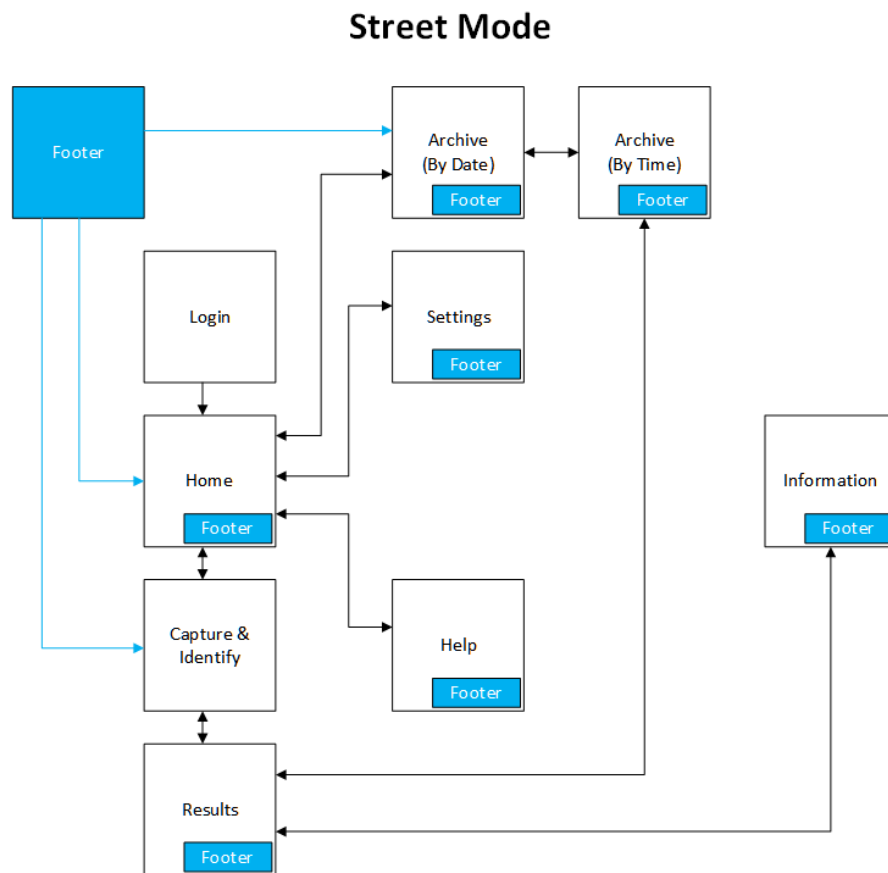 Street Mode
Footer
Archive
(By Date)
Footer
Archive
(By Time)
Footer
Login
Settings
Footer
Home
Footer
Information
Footer
Capture &
Identify
Help
Footer
Results
Footer